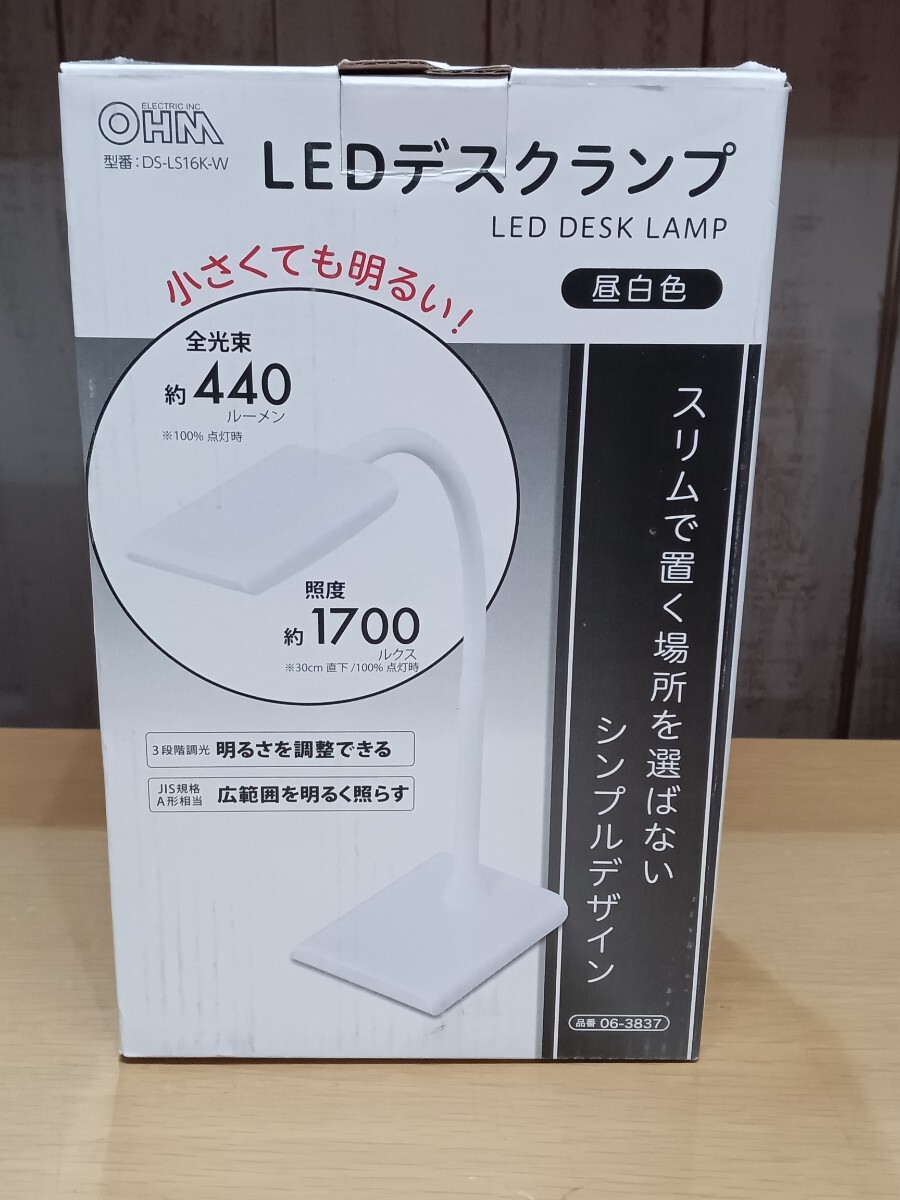 ELECTRIC INC.
OHM
型番:DS-LS16K-W
LEDデスクランプ
LED DESK LAMP
昼白色
小さくても明るい!
全光束
約440
ルーメン
※100% 点灯時
照度
約1700
ルクス
※30cm 直下/100% 点灯時
3段階調光 明るさを調整できる
JIS規格
A形相当 広範囲を明るく照らす
スリムで置く場所を選ばない
シンプルデザイン
品番 06-3837